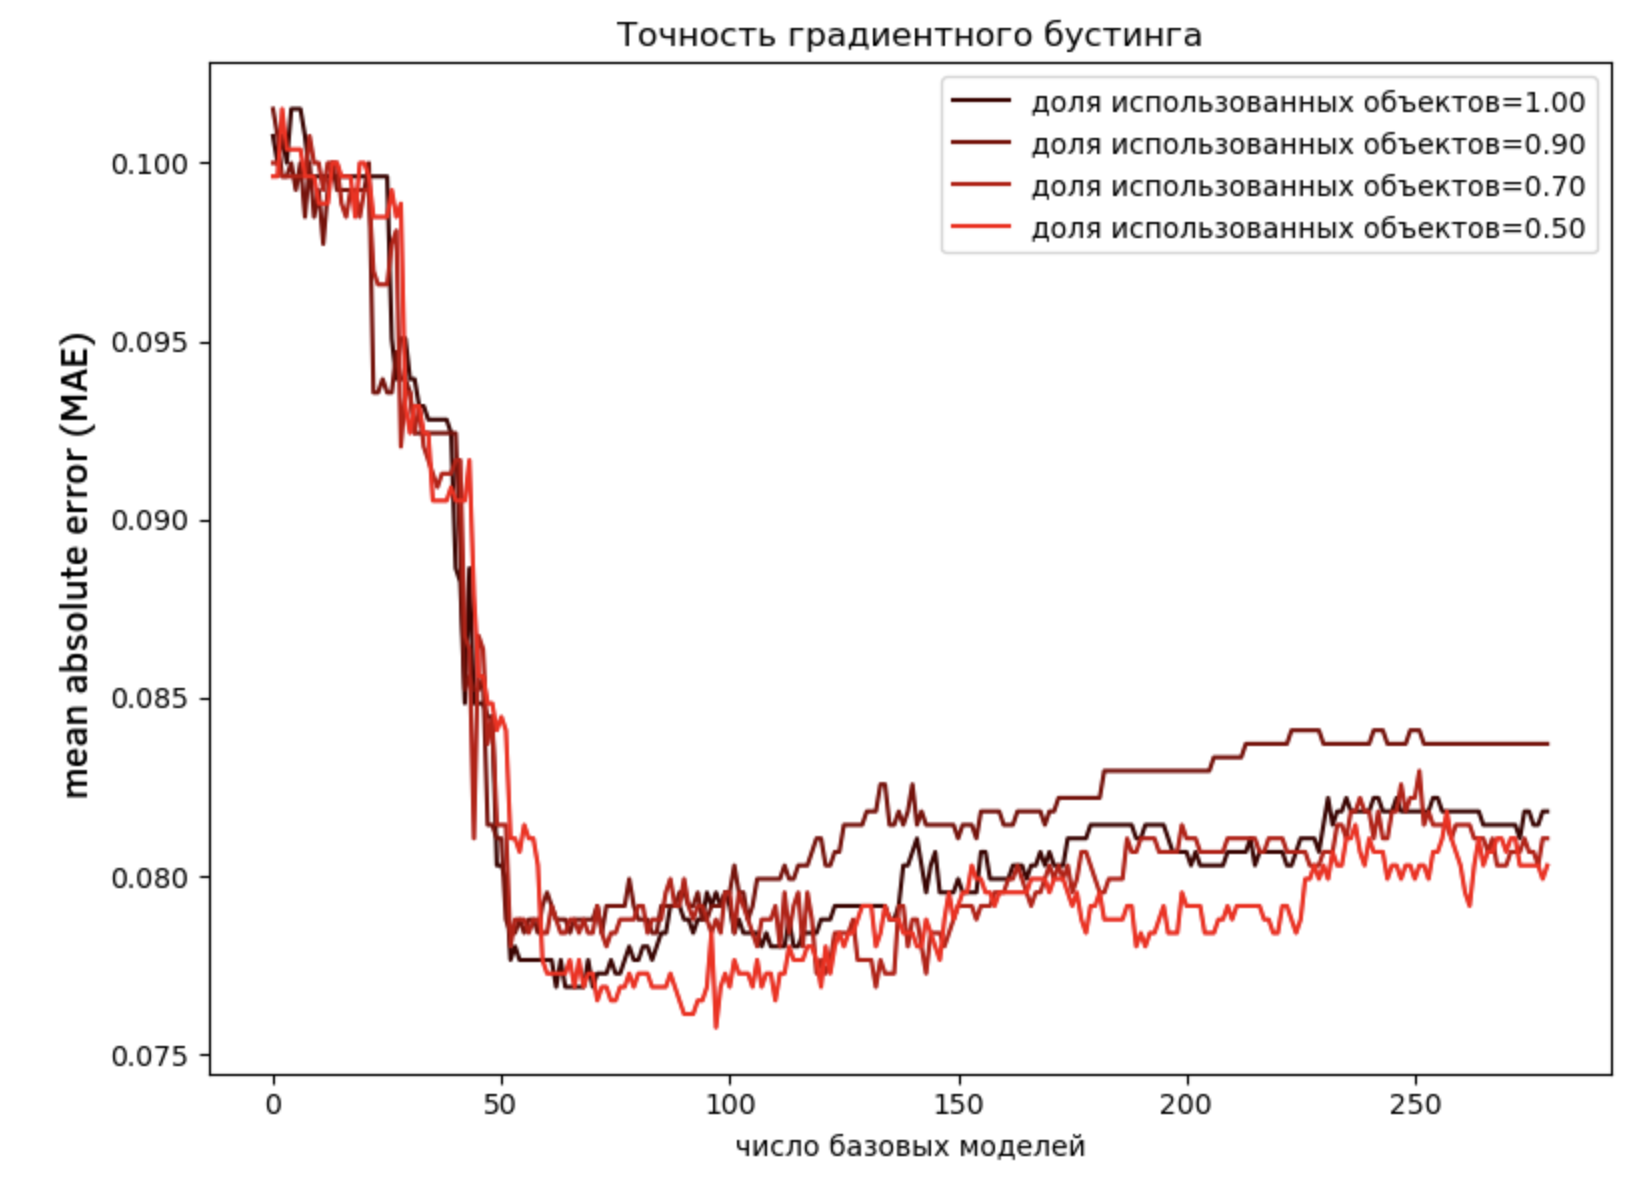 Точность градиентного бустинга
доля использованных объектов=1.00
доля использованных объектов=0.90
доля использованных объектов=0.70
доля использованных объектов=0.50
mean absolute error (MAE)
0.100
0.095
0.090
0.085
0.080
0.075
0 50 100 150 200 250
число базовых моделей